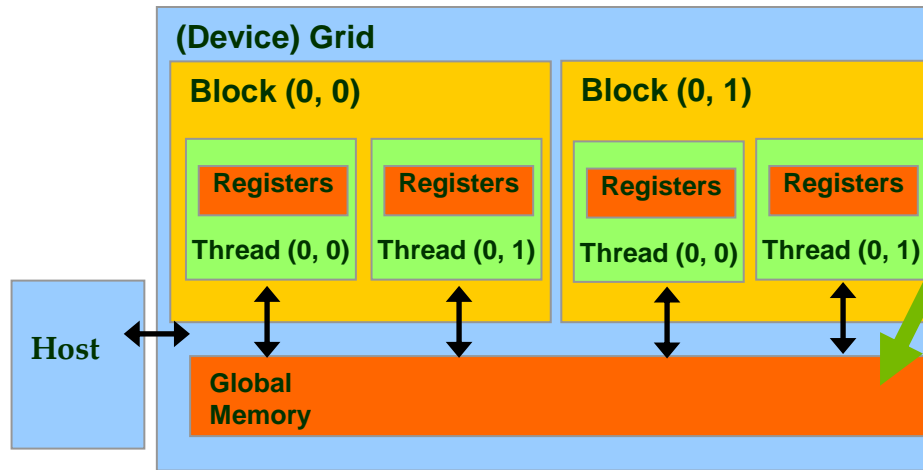 (Device) Grid
Block (0, 0)
Block (0, 1)
Registers
Registers
Registers
Registers
Thread (0, 0)
Thread (0, 1)
Thread (0, 0)
Thread (0, 1)
Host
Global
Memory